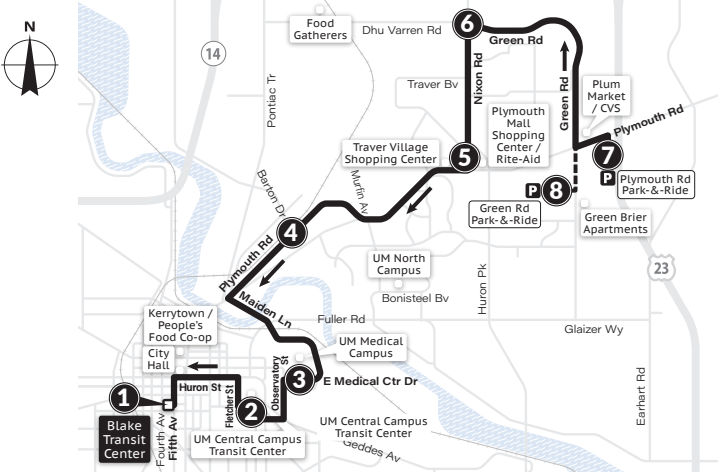 N
14
Food
Gatherers
Dhu Varren Rd
6
Green Rd
Nixon Rd
Traver Bv
Pontiac Tr
Green Rd
Plum
Market
/ CVS
Plymouth Rd
Plymouth
Mall
Shopping
Center /
Rite-Aid
Traver Village
Shopping Center
5
7
P
Plymouth Rd
Park-&-Ride
P
8
Green Rd
Park-&-Ride
Green Brier
Apartments
Barton Dr
Murfin Av
4
Plymouth Rd
UM North
Campus
Bonisteel Bv
Huron Pk
23
Maiden Ln
Fuller Rd
Glaizer Wy
Kerrytown /
People's
Food Co-op
City
Hall
UM Medical
Campus
Observatory
St
3
E Medical Ctr Dr
Huron St
Fletcher St
1
2
Blake
Transit
Center
Fourth Av
Fifth Av
UM Central Campus
Transit Center
UM Central Campus
Transit Center
Geddes Av
Earhart Rd